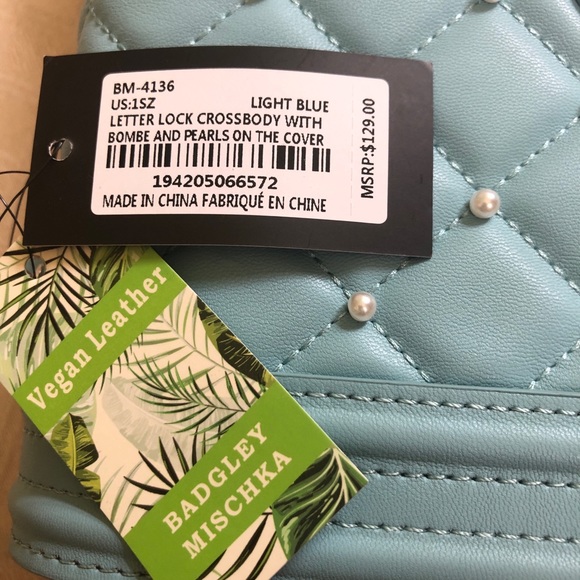 BM-4136
US:1SZ LIGHT BLUE
LETTER LOCK CROSSBODY WITH
BOMBE AND PEARLS ON THE COVER
194205066572
MADE IN CHINA FABRIQUÉ EN CHINE
MSRP:$129.00
Vegan Leather
BADGLEY
MISCHKA